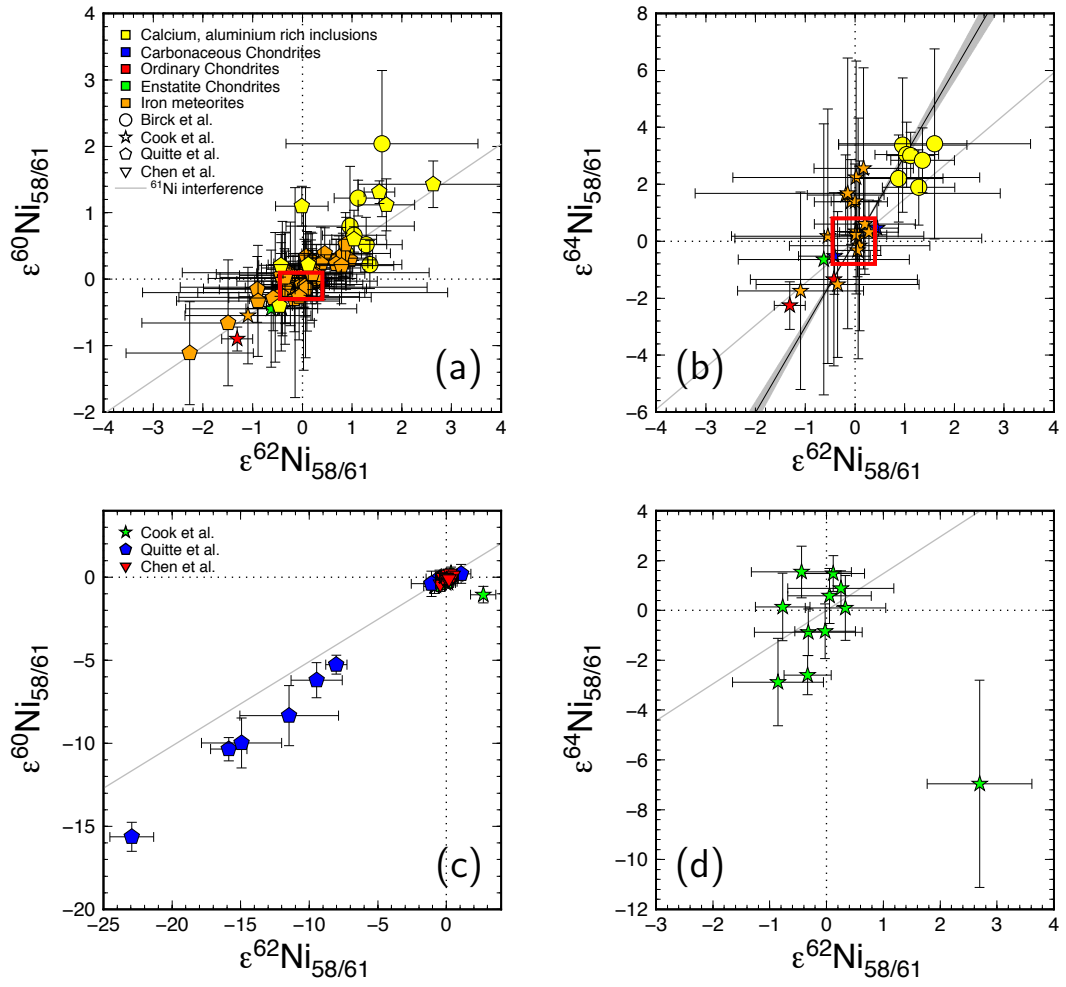 4
3
2
1
0
−1
−2
ε⁶⁰Ni₅₈/₆₁
Calcium, aluminium rich inclusions
Carbonaceous Chondrites
Ordinary Chondrites
Enstatite Chondrites
Iron meteorites
Birck et al.
Cook et al.
Quitte et al.
Chen et al.
⁶¹Ni interference
(a)
−4 −3 −2 −1 0 1 2 3 4
ε⁶²Ni₅₈/₆₁
8
6
4
2
0
−2
−4
−6
ε⁶⁴Ni₅₈/₆₁
(b)
−4 −3 −2 −1 0 1 2 3 4
ε⁶²Ni₅₈/₆₁
0
−5
−10
−15
−20
ε⁶⁰Ni₅₈/₆₁
Cook et al.
Quitte et al.
Chen et al.
(c)
−25 −20 −15 −10 −5 0
ε⁶²Ni₅₈/₆₁
4
2
0
−2
−4
−6
−8
−10
−12
ε⁶⁴Ni₅₈/₆₁
(d)
−3 −2 −1 0 1 2 3 4
ε⁶²Ni₅₈/₆₁